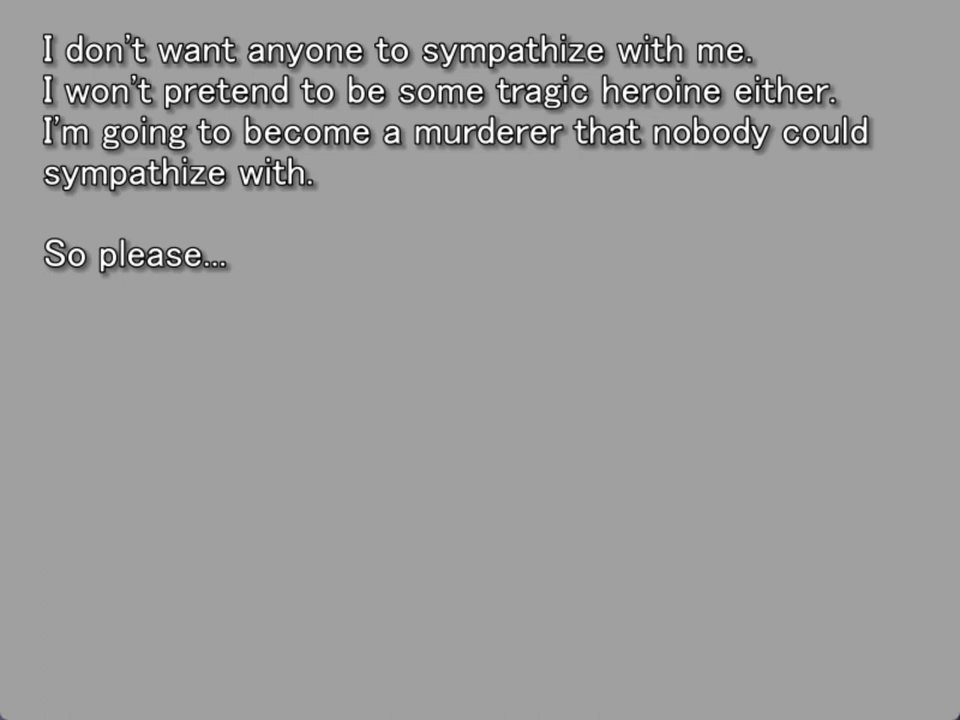 I don't want anyone to sympathize with me.
I won't pretend to be some tragic heroine either.
I'm going to become a murderer that nobody could
sympathize with.
So please...